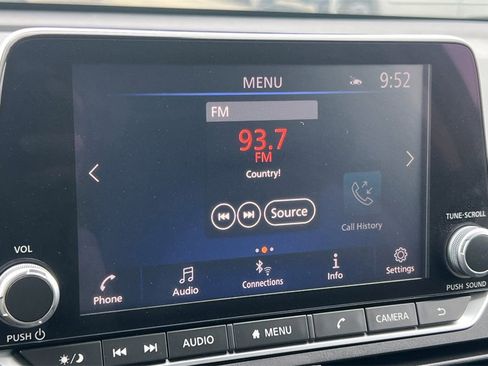 MENU
9:52
FM
93.7
FM
Country!
Source
Call History
Phone
Audio
Connections
Info
Settings
VOL
PUSH
TUNE-SCROLL
PUSH SOUND
AUDIO
MENU
CAMERA